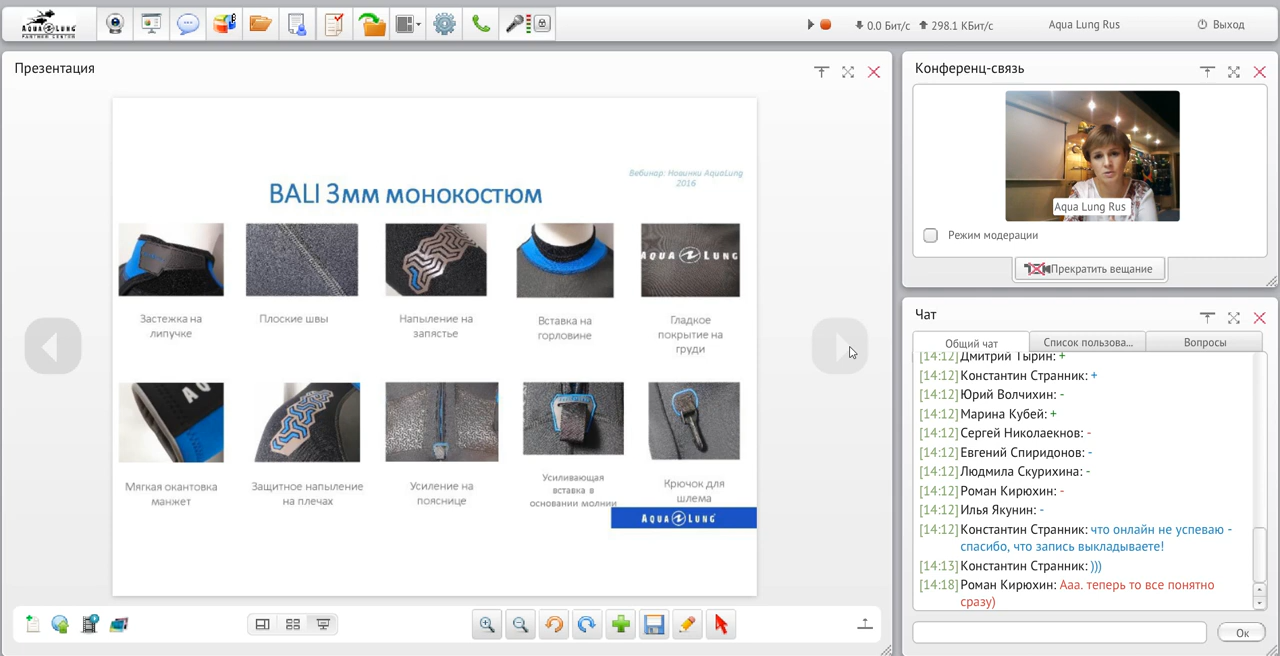 AQUA LUNG
PARTNER CENTER
0.0 Бит/с
298.1 КБит/с
Aqua Lung Rus
Выход
Презентация
Вебинар: Новинки AquaLung
2016
BALI 3мм монокостюм
AQUA LUNG
Застежка на
липучке
Плоские швы
Напыление на
запястье
Вставка на
горловине
Гладкое
покрытие на
груди
Мягкая окантовка
манжет
Защитное напыление
на плечах
Усиление на
пояснице
Усиливающая
вставка в
основании молнии
Крючок для
шлема
AQUA LUNG
Конференц-связь
Aqua Lung Rus
Режим модерации
Прекратить вещание
Чат
Общий чат
Список пользова...
Вопросы
[14:12] Дмитрий Тырин: +
[14:12] Константин Странник: +
[14:12] Юрий Волчихин: -
[14:12] Марина Кубей: +
[14:12] Сергей Николаекнов: -
[14:12] Евгений Спиридонов: -
[14:12] Людмила Скурихина: -
[14:12] Роман Кирюхин: -
[14:12] Илья Якунин: -
[14:12] Константин Странник: что онлайн не успеваю -
спасибо, что запись выкладываете!
[14:13] Константин Странник: )))
[14:18] Роман Кирюхин: Ааа. теперь то все понятно
сразу)
Ок